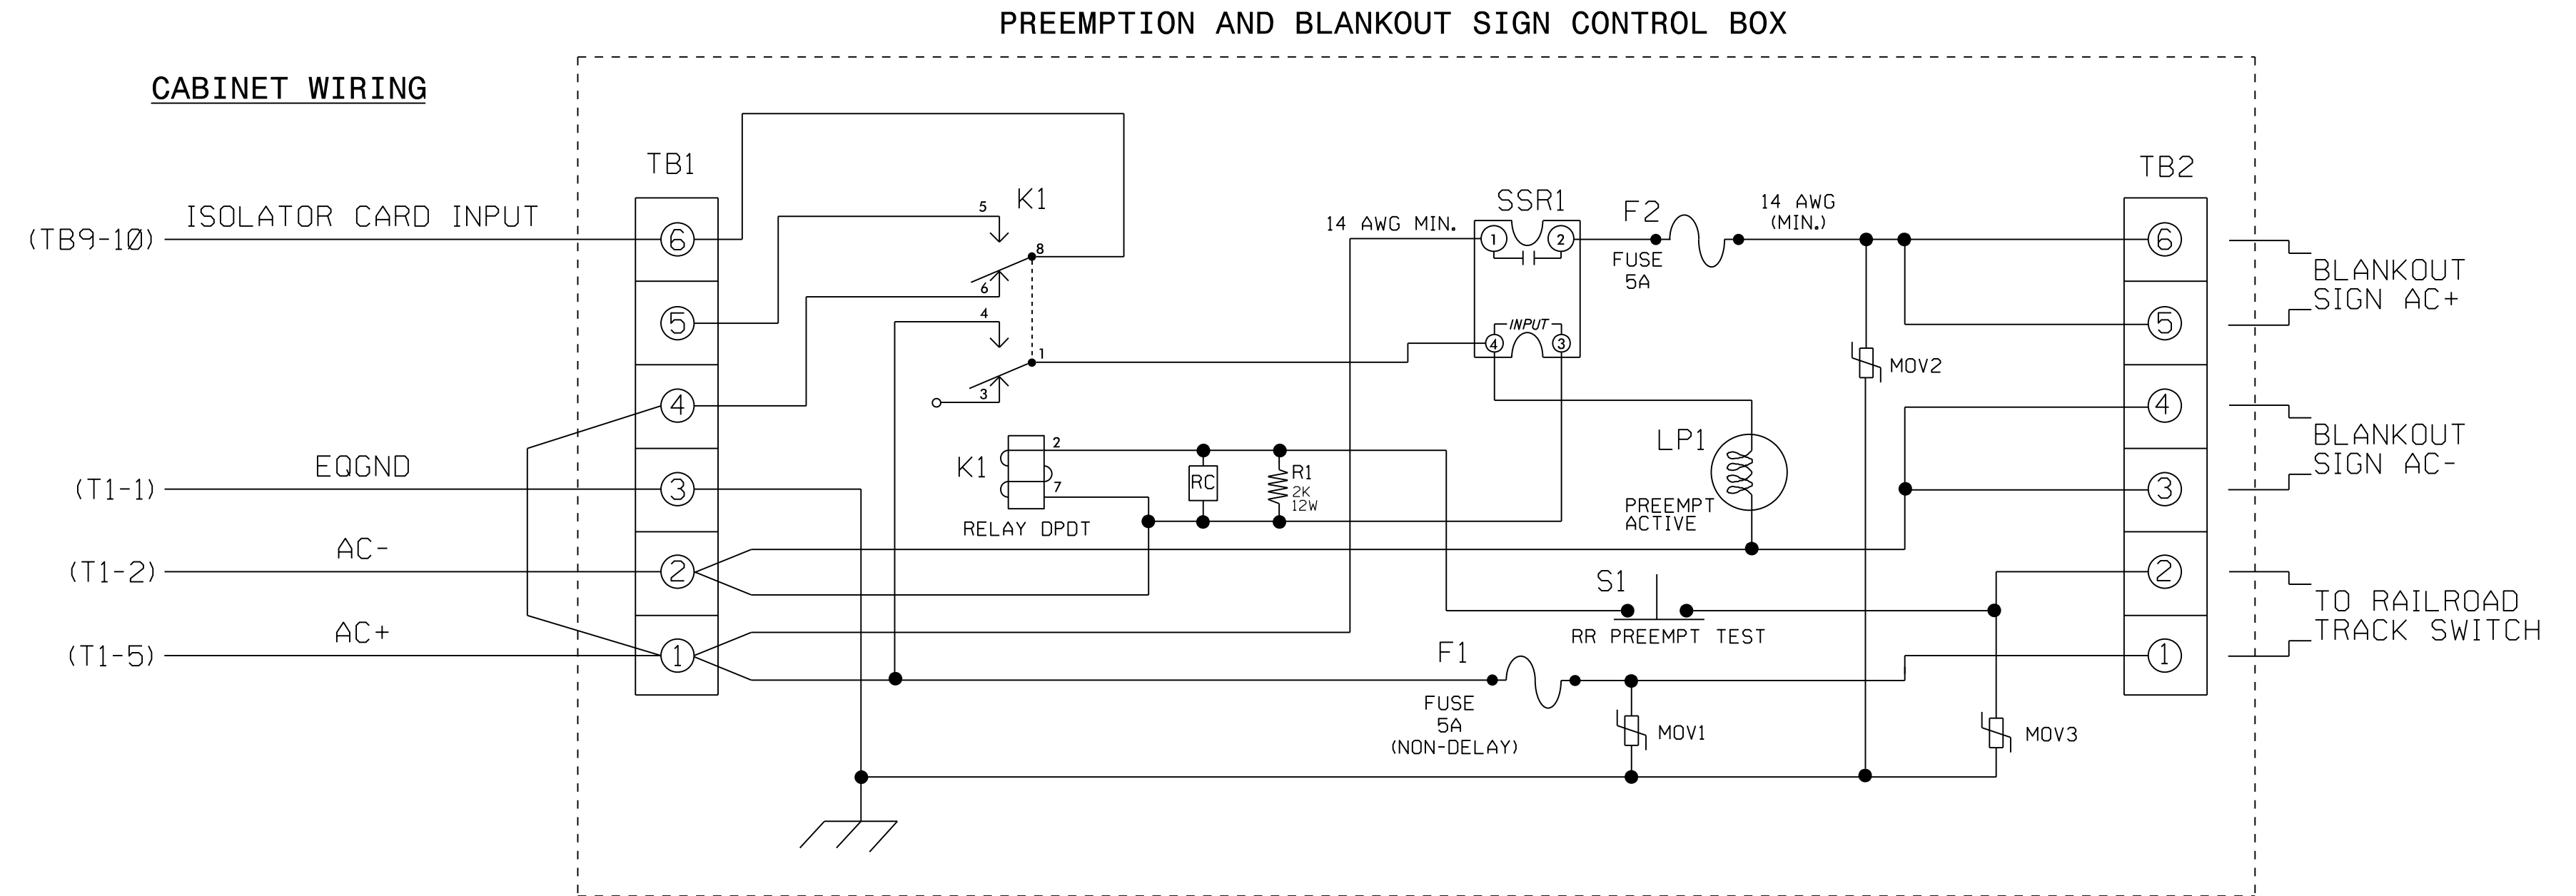 PREEMPTION AND BLANKOUT SIGN CONTROL BOX
CABINET WIRING
TB1
TB2
(TB9-10)
ISOLATOR CARD INPUT
(T1-1)
EQGND
(T1-2)
AC-
(T1-5)
AC+
6
5
4
3
2
1
K1
5
8
6
4
1
3
K1
2
7
RELAY DPDT
RC
R1
2K
12W
14 AWG MIN.
SSR1
1
2
INPUT
4
3
F2
FUSE
5A
14 AWG
(MIN.)
MOV2
LP1
PREEMPT
ACTIVE
S1
RR PREEMPT TEST
F1
FUSE
5A
(NON-DELAY)
MOV1
MOV3
6
5
4
3
2
1
BLANKOUT
SIGN AC+
BLANKOUT
SIGN AC-
TO RAILROAD
TRACK SWITCH